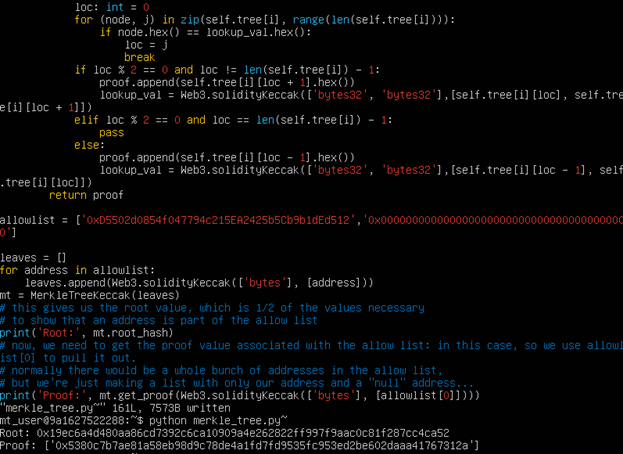 loc: int = 0
for (node, j) in zip(self.tree[i], range(len(self.tree[i]))):
if node.hex() == lookup_val.hex():
loc = j
break
if loc % 2 == 0 and loc != len(self.tree[i]) - 1:
proof.append(self.tree[i][loc + 1].hex())
lookup_val = Web3.solidityKeccak(['bytes32', 'bytes32'],[self.tree[i][loc], self.tre
e[i][loc + 1]])
elif loc % 2 == 0 and loc == len(self.tree[i]) - 1:
pass
else:
proof.append(self.tree[i][loc - 1].hex())
lookup_val = Web3.solidityKeccak(['bytes32', 'bytes32'],[self.tree[i][loc - 1], self
.tree[i][loc]])
return proof
allowlist = ['0xD5502d0854f047794c215EA2425b5Cb9b1dEd512','0x000000000000000000000000000000000000000
0']
leaves = []
for address in allowlist:
leaves.append(Web3.solidityKeccak(['bytes'], [address]))
mt = MerkleTreeKeccak(leaves)
# this gives us the root value, which is 1/2 of the values necessary
# to show that an address is part of the allow list
print('Root:', mt.root_hash)
# now, we need to get the proof value associated with the allow list: in this case, so we use allowl
ist[0] to pull it out.
# normally there would be a whole bunch of addresses in the allow list,
# but we're just making a list with only our address and a "null" address...
print('Proof:', mt.get_proof(Web3.solidityKeccak(['bytes'], [allowlist[0]])))
"merkle_tree.py~" 161L, 7573B written
mt_user@9a1627522288:~$ python merkle_tree.py~
Root: 0x19ec6a4d480aa86cd7392c6ca10909a4e262822ff997f9aac0c81f287cc4ca52
Proof: ['0x5380c7b7ae81a58eb98d9c78de4a1fd7fd9535fc953ed2be602daaa41767312a']